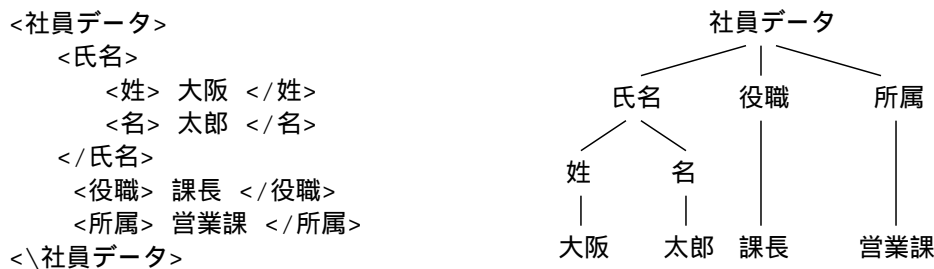 <社員データ>
<氏名>
<姓> 大阪 </姓>
<名> 太郎 </名>
</氏名>
<役職> 課長 </役職>
<所属> 営業課 </所属>
<\社員データ>
社員データ
氏名 役職 所属
姓 名
大阪 太郎 課長 営業課